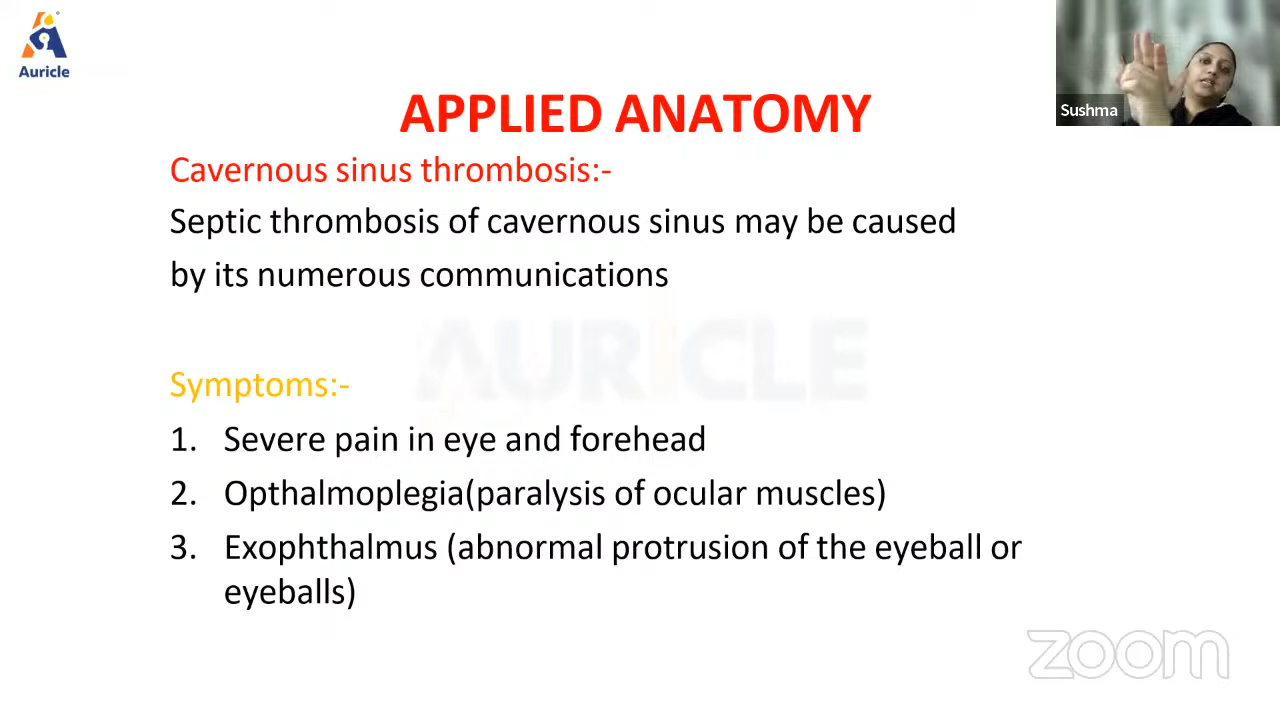 Auricle
Sushma
APPLIED ANATOMY
Cavernous sinus thrombosis:-
Septic thrombosis of cavernous sinus may be caused
by its numerous communications
AURICLE
Symptoms:-
1. Severe pain in eye and forehead
2. Opthalmoplegia(paralysis of ocular muscles)
3. Exophthalmus (abnormal protrusion of the eyeball or
eyeballs)
zoom